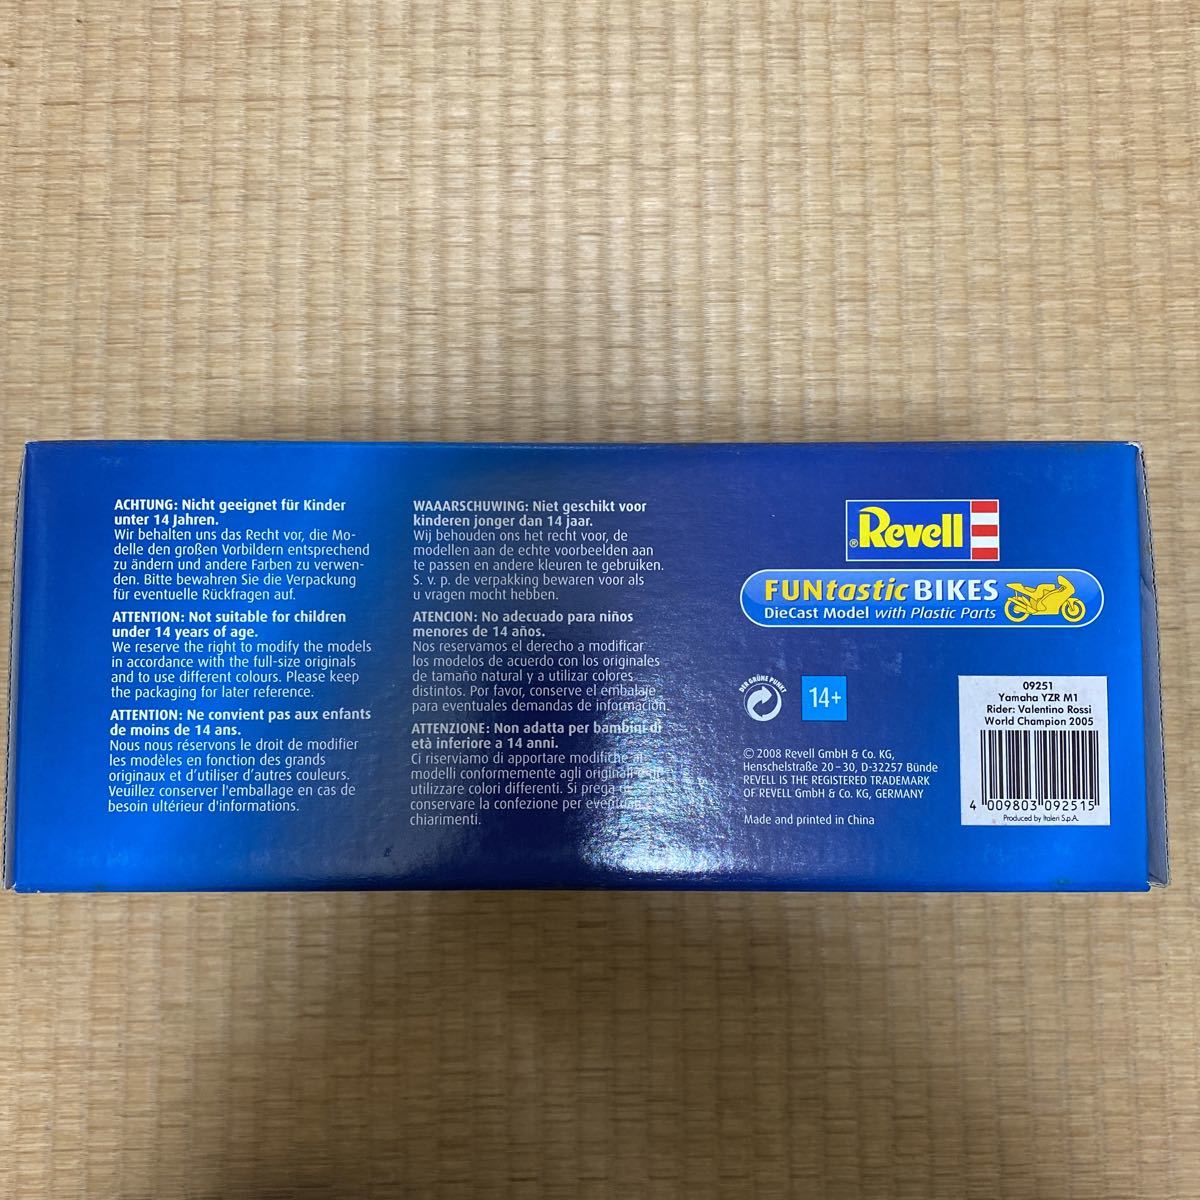 ACHTUNG: Nicht geeignet für Kinder
unter 14 Jahren.
Wir behalten uns das Recht vor, die Mo-
delle den großen Vorbildern entsprechend
zu ändern und andere Farben zu verwen-
den. Bitte bewahren Sie die Verpackung
für eventuelle Rückfragen auf.
ATTENTION: Not suitable for children
under 14 years of age.
We reserve the right to modify the models
in accordance with the full-size originals
and to use different colours. Please keep
the packaging for later reference.
ATTENTION: Ne convient pas aux enfants
de moins de 14 ans.
Nous nous réservons le droit de modifier
les modèles en fonction des grands
originaux et d'utiliser d'autres couleurs.
Veuillez conserver l'emballage en cas de
besoin ultérieur d'informations.
WAAARSCHUWING: Niet geschikt voor
kinderen jonger dan 14 jaar.
Wij behouden ons het recht voor, de
modellen aan de echte voorbeelden aan
te passen en andere kleuren te gebruiken.
S. v. p. de verpakking bewaren voor als
u vragen mocht hebben.
ATENCION: No adecuado para niños
menores de 14 años.
Nos reservamos el derecho a modificar
los modelos de acuerdo con los originales
de tamaño natural y a utilizar colores
distintos. Por favor, conserve el embalaje
para eventuales demandas de información.
ATTENZIONE: Non adatta per bambini di
età inferiore a 14 anni.
Ci riserviamo di apportare modifiche ai
modelli conformemente agli originali e di
utilizzare colori differenti. Si prega di
conservare la confezione per eventuali
chiarimenti.
®Revell
FUNtastic BIKES
DieCast Model with Plastic Parts
DER GRÜNE PUNKT
14+
© 2008 Revell GmbH & Co. KG,
Henschelstraße 20–30, D-32257 Bünde
REVELL IS THE REGISTERED TRADEMARK
OF REVELL GmbH & Co. KG, GERMANY
Made and printed in China
09251
Yamaha YZR M1
Rider: Valentino Rossi
World Champion 2005
4 009803 092515
Produced by Italeri S.p.A.